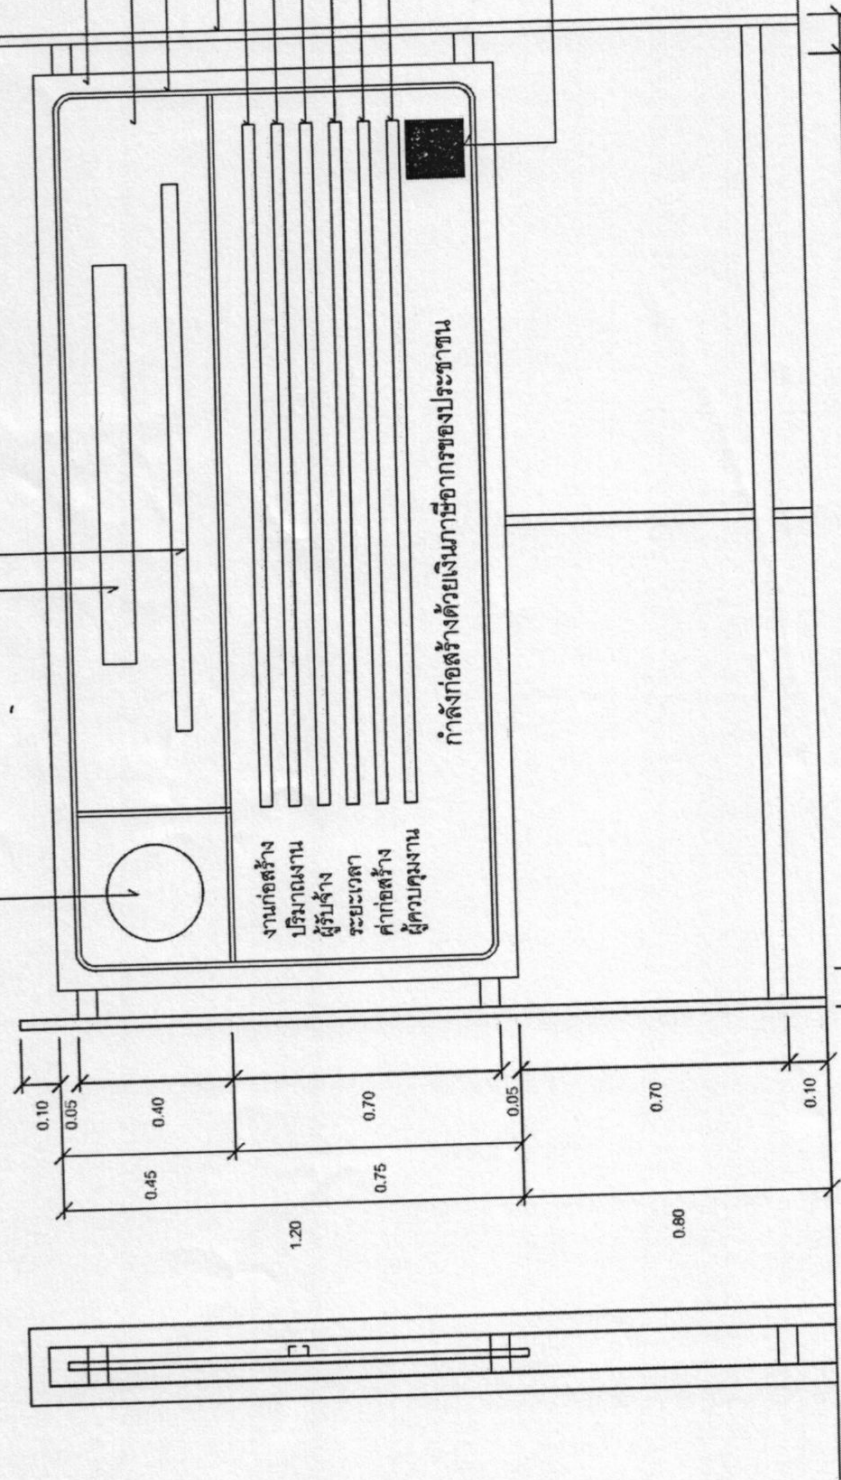 งานก่อสร้าง
ปริมาณงาน
ผู้รับจ้าง
ระยะเวลา
ค่าก่อสร้าง
ผู้ควบคุมงาน
กำลังก่อสร้างด้วยเงินภาษีอากรของประชาชน
0.10
0.05
0.40
0.70
0.05
0.70
0.10
0.45
0.75
1.20
0.80